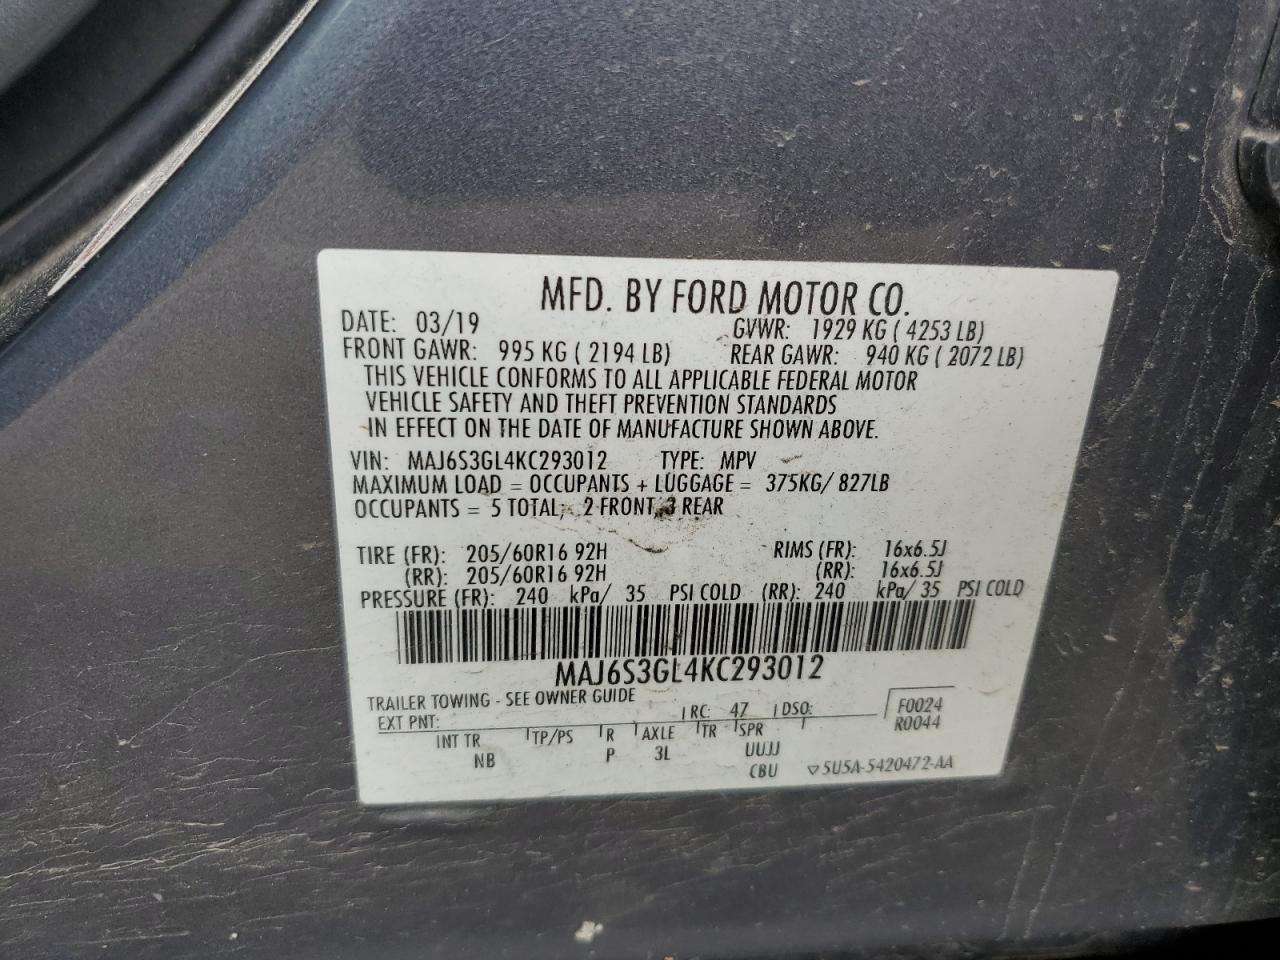 MFD. BY FORD MOTOR CO.
DATE: 03/19 GVWR: 1929 KG ( 4253 LB)
FRONT GAWR: 995 KG ( 2194 LB) REAR GAWR: 940 KG ( 2072 LB)
THIS VEHICLE CONFORMS TO ALL APPLICABLE FEDERAL MOTOR
VEHICLE SAFETY AND THEFT PREVENTION STANDARDS
IN EFFECT ON THE DATE OF MANUFACTURE SHOWN ABOVE.
VIN: MAJ6S3GL4KC293012 TYPE: MPV
MAXIMUM LOAD = OCCUPANTS + LUGGAGE = 375KG/ 827LB
OCCUPANTS = 5 TOTAL; 2 FRONT, 3 REAR
TIRE (FR): 205/60R16 92H RIMS (FR): 16x6.5J
(RR): 205/60R16 92H (RR): 16x6.5J
PRESSURE (FR): 240 kPa/ 35 PSI COLD (RR): 240 kPa/ 35 PSI COLD
MAJ6S3GL4KC293012
TRAILER TOWING - SEE OWNER GUIDE
EXT PNT: RC: 47 DSO: F0024
R0044
INT TR TP/PS R AXLE TR SPR
NB P 3L UUJJ
CBU ▽5U5A-5420472-AA